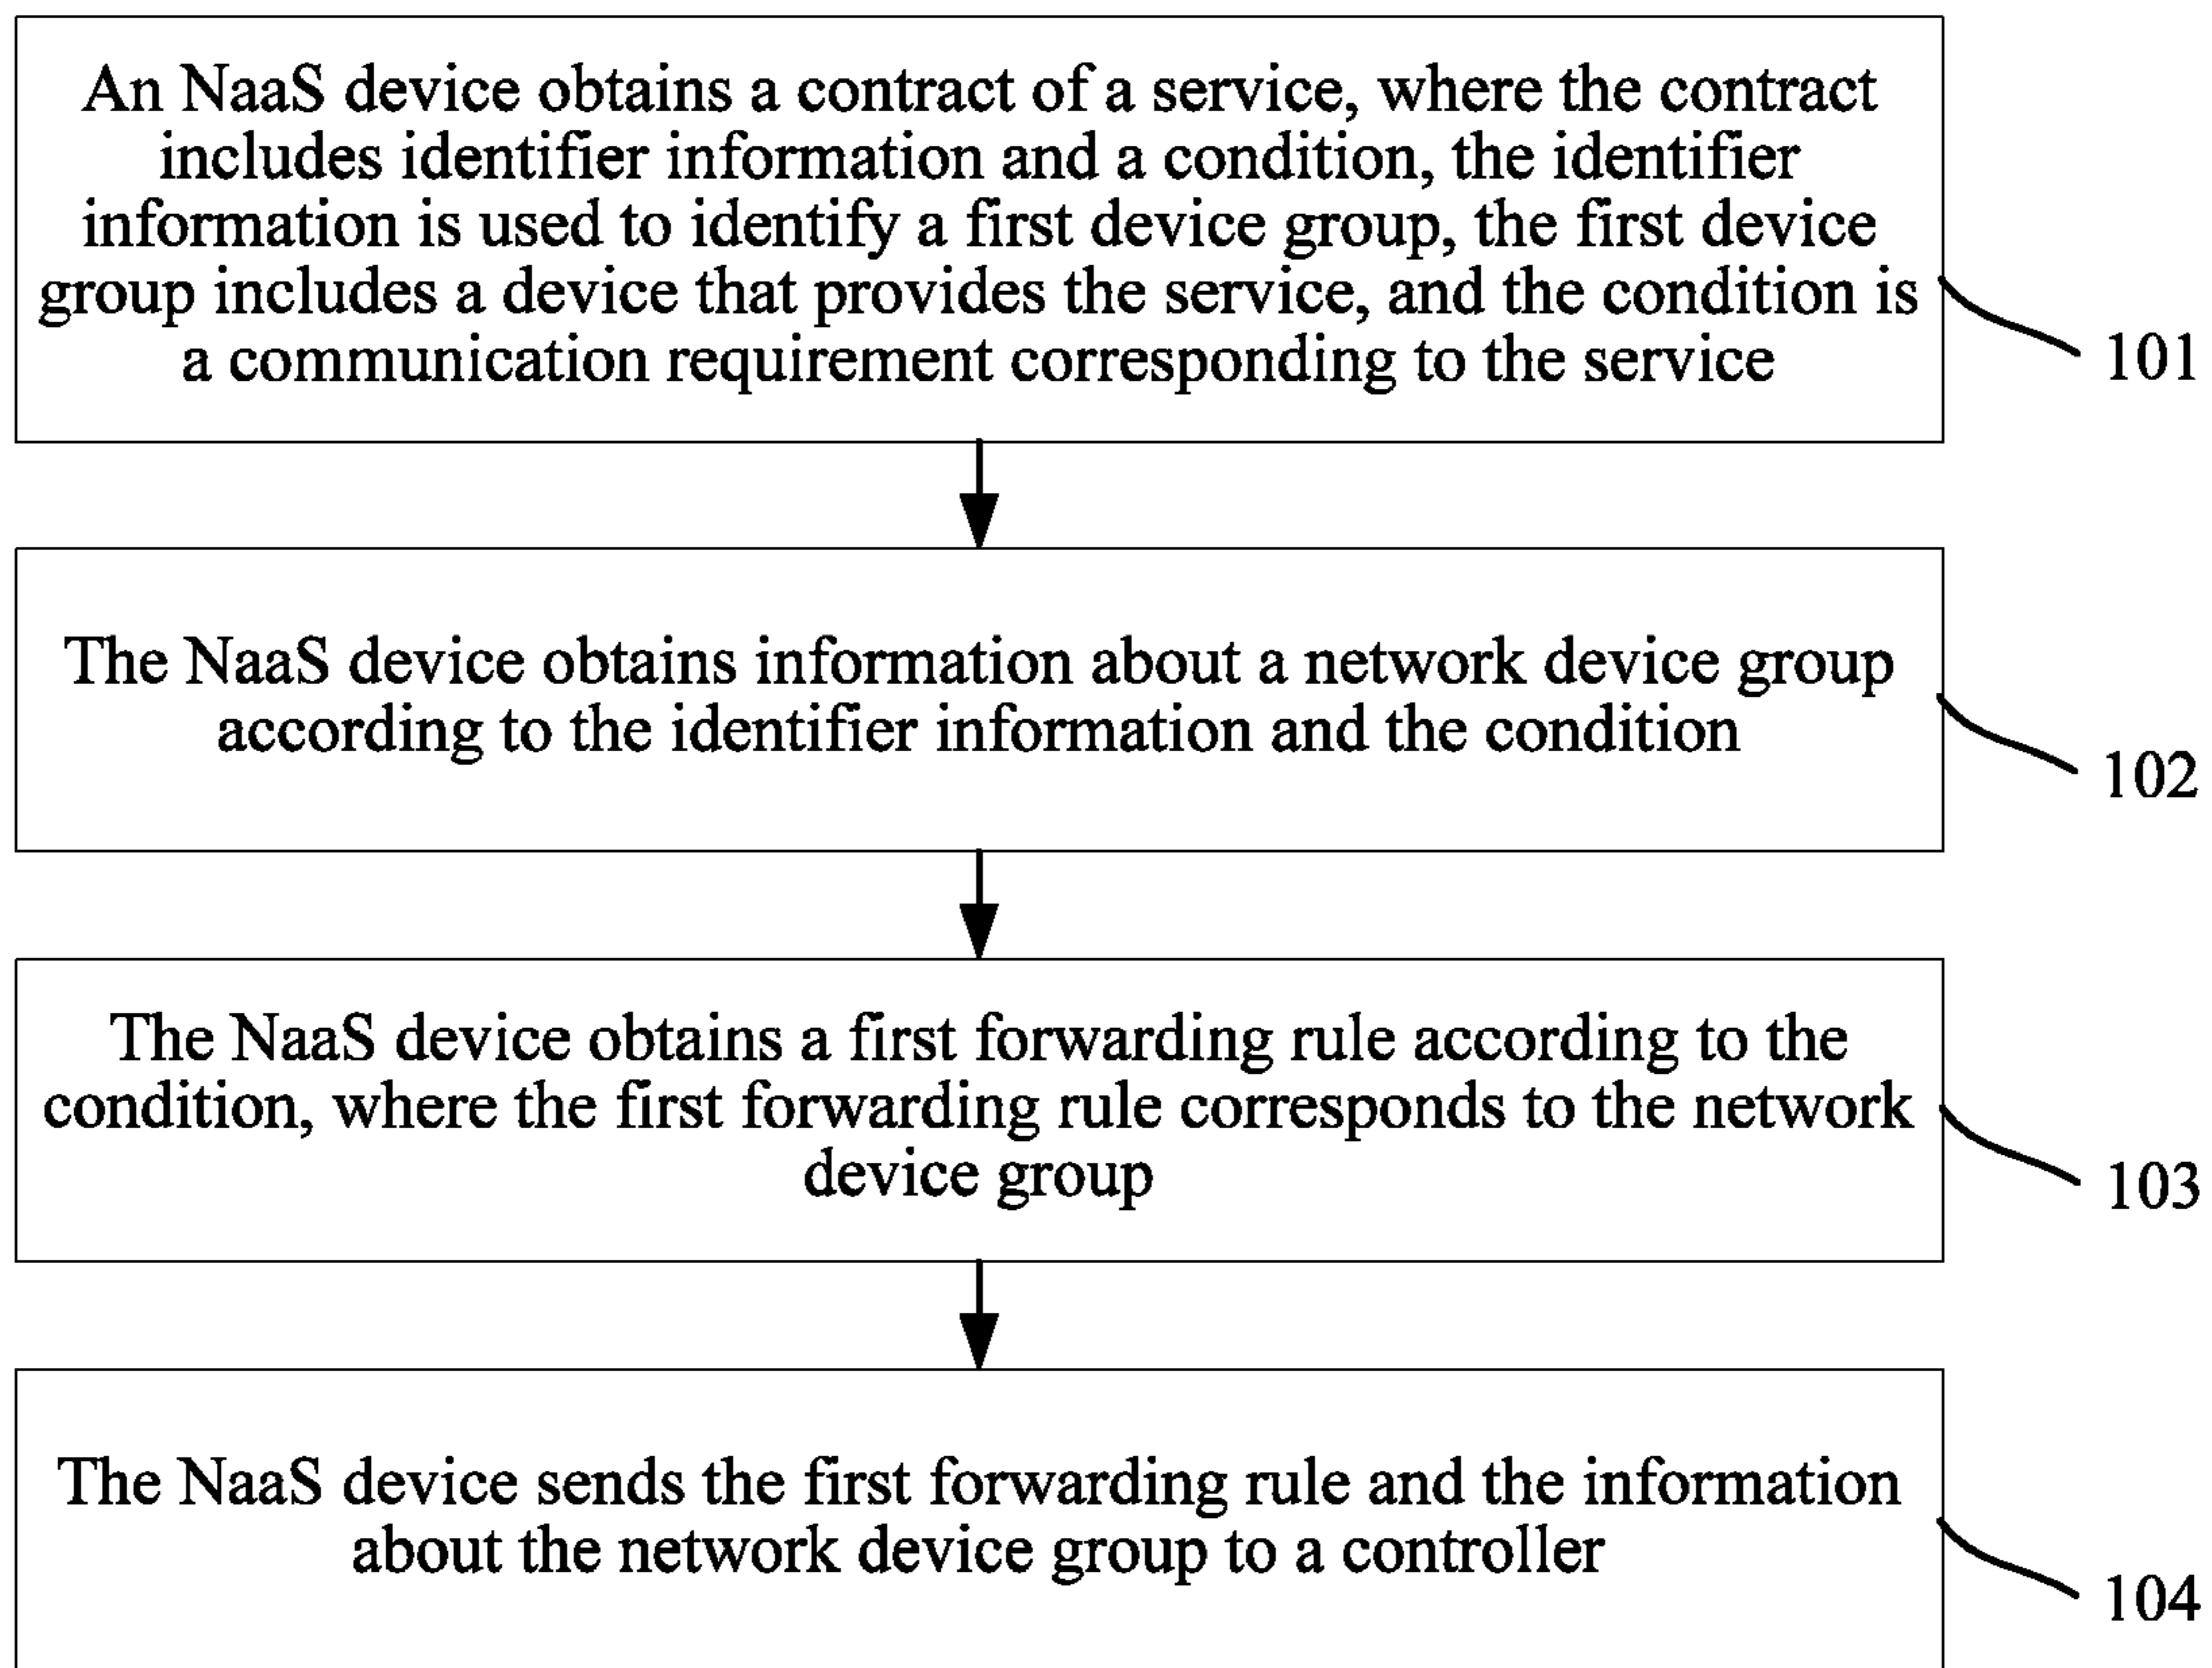 An NaaS device obtains a contract of a service, where the contract
includes identifier information and a condition, the identifier
information is used to identify a first device group, the first device
group includes a device that provides the service, and the condition is
a communication requirement corresponding to the service
101
The NaaS device obtains information about a network device group
according to the identifier information and the condition
102
The NaaS device obtains a first forwarding rule according to the
condition, where the first forwarding rule corresponds to the network
device group
103
The NaaS device sends the first forwarding rule and the information
about the network device group to a controller
104